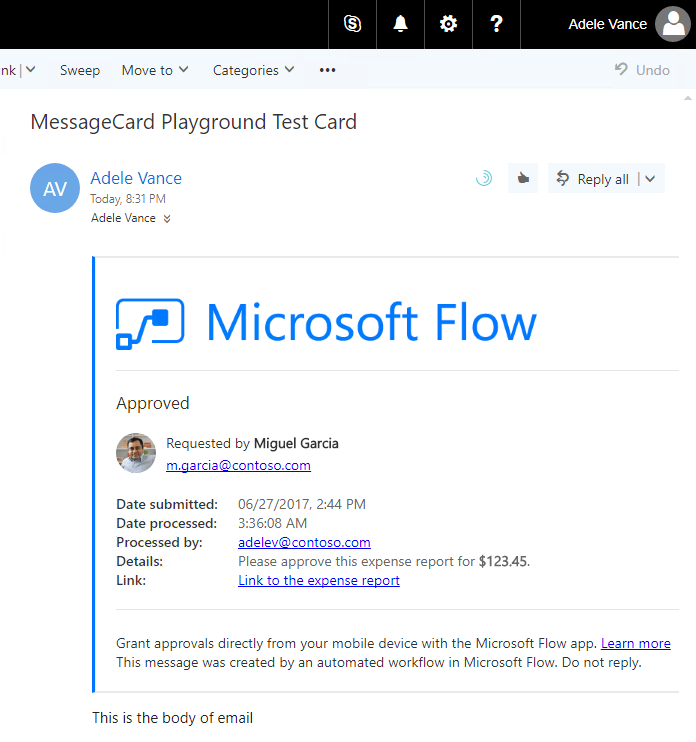 Adele Vance
nk | Sweep Move to Categories ••• Undo
MessageCard Playground Test Card
AV
Adele Vance
Today, 8:31 PM
Adele Vance
Reply all
Microsoft Flow
Approved
Requested by Miguel Garcia
m.garcia@contoso.com
Date submitted: 06/27/2017, 2:44 PM
Date processed: 3:36:08 AM
Processed by: adelev@contoso.com
Details: Please approve this expense report for $123.45.
Link: Link to the expense report
Grant approvals directly from your mobile device with the Microsoft Flow app. Learn more
This message was created by an automated workflow in Microsoft Flow. Do not reply.
This is the body of email